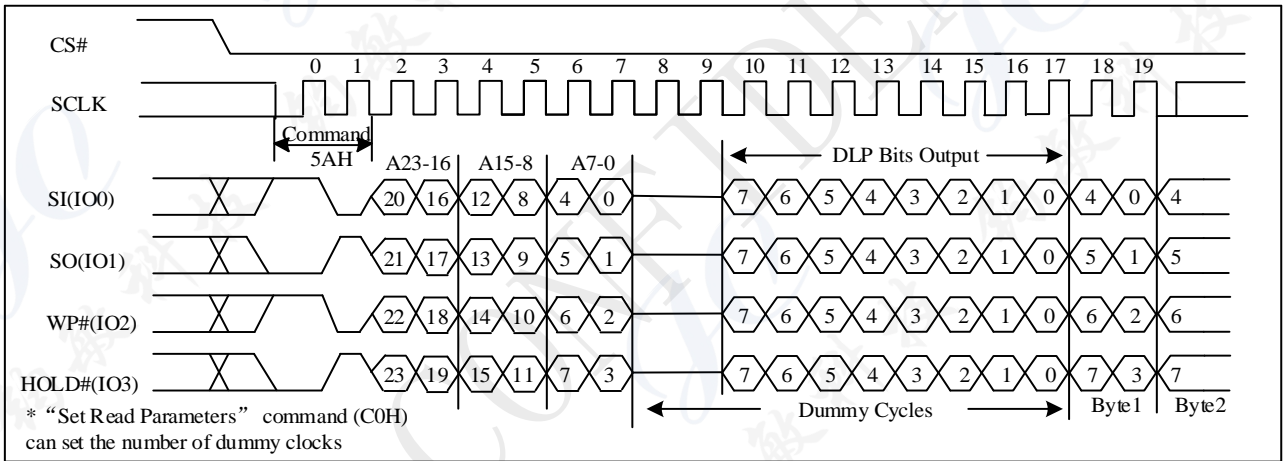 CS#
0 1 2 3 4 5 6 7 8 9 10 11 12 13 14 15 16 17 18 19
SCLK
Command
5AH
A23-16 A15-8 A7-0
DLP Bits Output
SI(IO0) 20 16 12 8 4 0 7 6 5 4 3 2 1 0 4 0 4
SO(IO1) 21 17 13 9 5 1 7 6 5 4 3 2 1 0 5 1 5
WP#(IO2) 22 18 14 10 6 2 7 6 5 4 3 2 1 0 6 2 6
HOLD#(IO3) 23 19 15 11 7 3 7 6 5 4 3 2 1 0 7 3 7
Dummy Cycles
Byte1 Byte2
* “Set Read Parameters” command (C0H)
can set the number of dummy clocks
CONFIDE